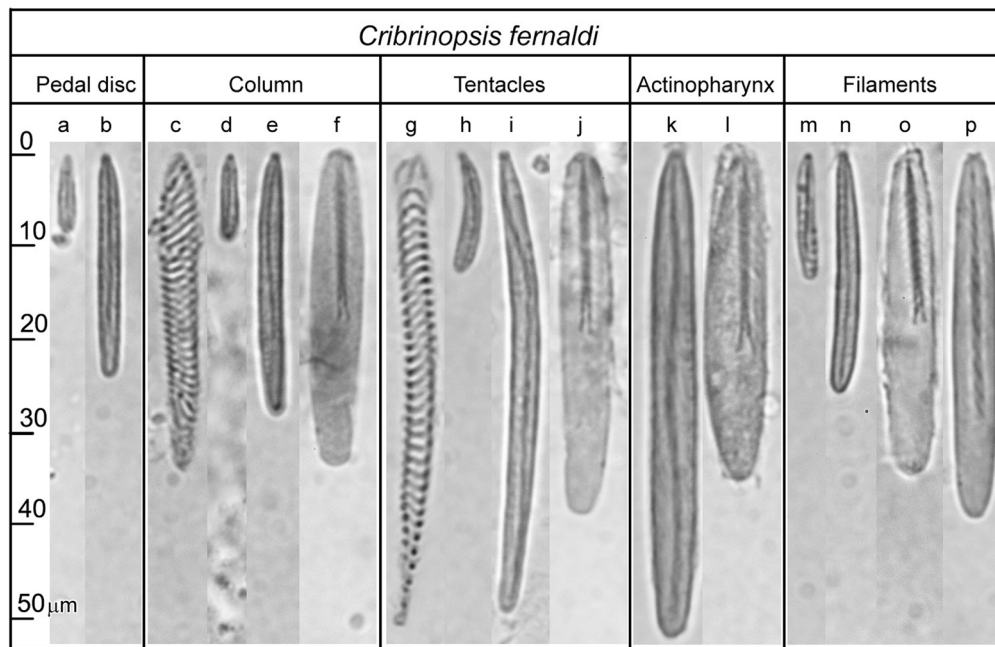 Cribrinopsis fernaldi
Pedal disc Column Tentacles Actinopharynx Filaments
a b c d e f g h i j k l m n o p
0
10
20
30
40
50 μm